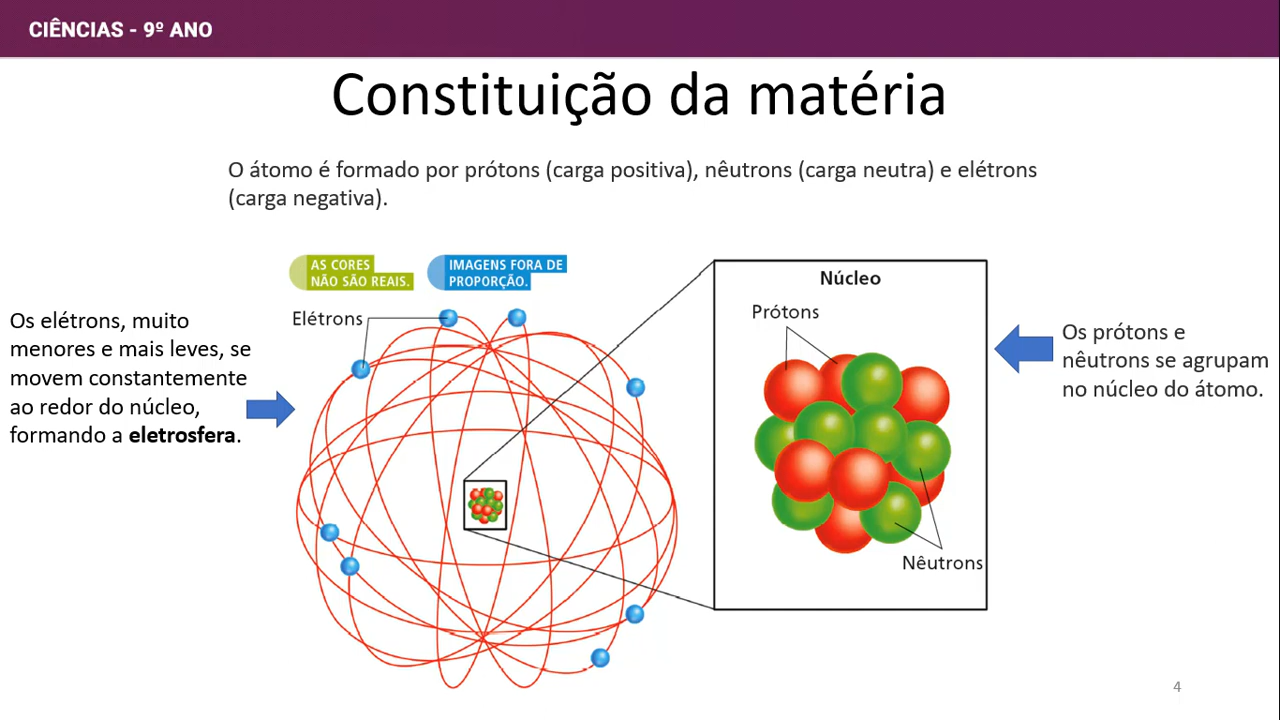 CIÊNCIAS - 9º ANO
Constituição da matéria
O átomo é formado por prótons (carga positiva), nêutrons (carga neutra) e elétrons
(carga negativa).
AS CORES
NÃO SÃO REAIS.
IMAGENS FORA DE
PROPORÇÃO.
Elétrons
Os elétrons, muito
menores e mais leves, se
movem constantemente
ao redor do núcleo,
formando a eletrosfera.
Núcleo
Prótons
Nêutrons
Os prótons e
nêutrons se agrupam
no núcleo do átomo.
4